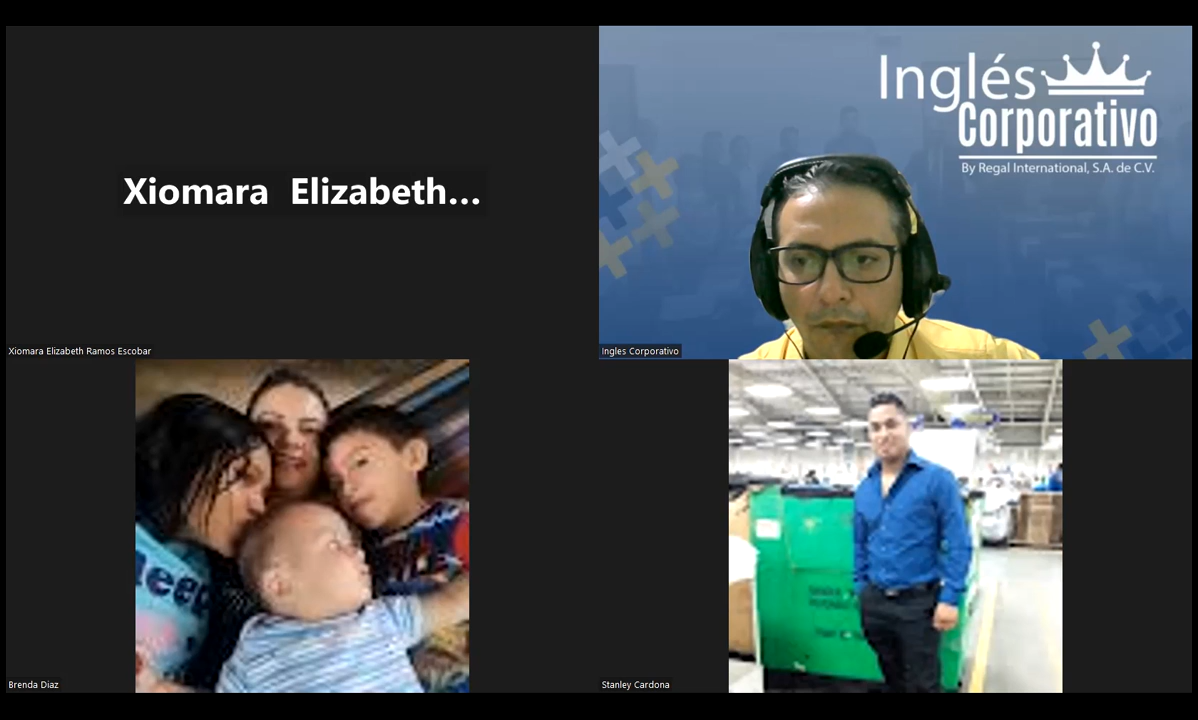 Xiomara Elizabeth...
Xiomara Elizabeth Ramos Escobar
Inglés
Corporativo
By Regal International, S.A. de C.V.
Ingles Corporativo
Brenda Diaz
Stanley Cardona